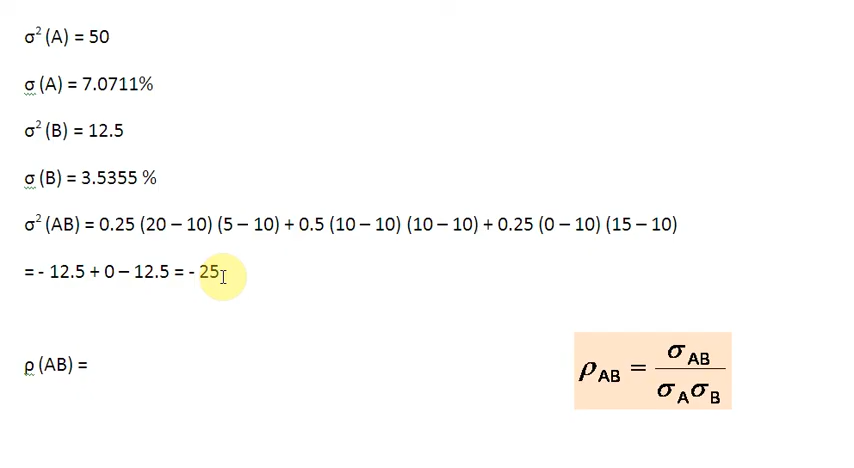 σ² (A) = 50
σ (A) = 7.0711%
σ² (B) = 12.5
σ (B) = 3.5355 %
σ² (AB) = 0.25 (20 – 10) (5 – 10) + 0.5 (10 – 10) (10 – 10) + 0.25 (0 – 10) (15 – 10)
= - 12.5 + 0 – 12.5 = - 25
ρ (AB) =
ρAB = σAB / σAσB